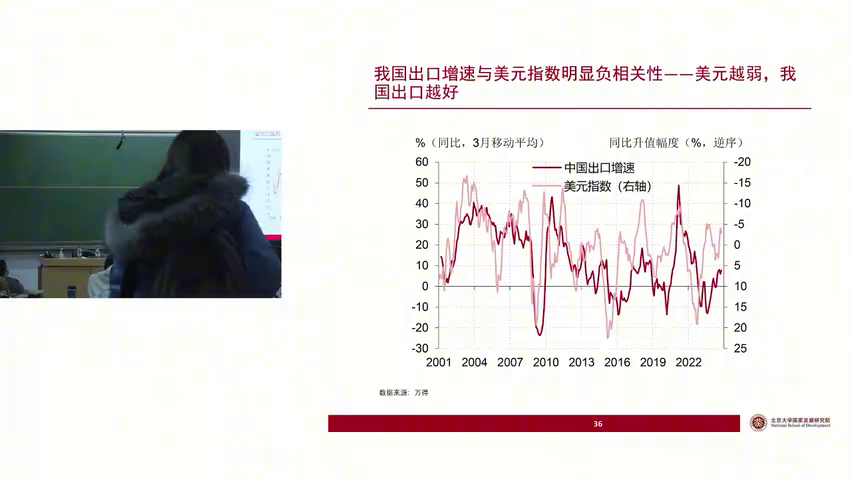 我国出口增速与美元指数明显负相关性——美元越弱，我
国出口越好
%（同比，3月移动平均）
同比升值幅度（%，逆序）
中国出口增速
美元指数（右轴）
60
50
40
30
20
10
0
-10
-20
-30
-20
-15
-10
-5
0
5
10
15
20
25
2001 2004 2007 2010 2013 2016 2019 2022
数据来源：万得
36
北京大学国家发展研究院
National School of Development